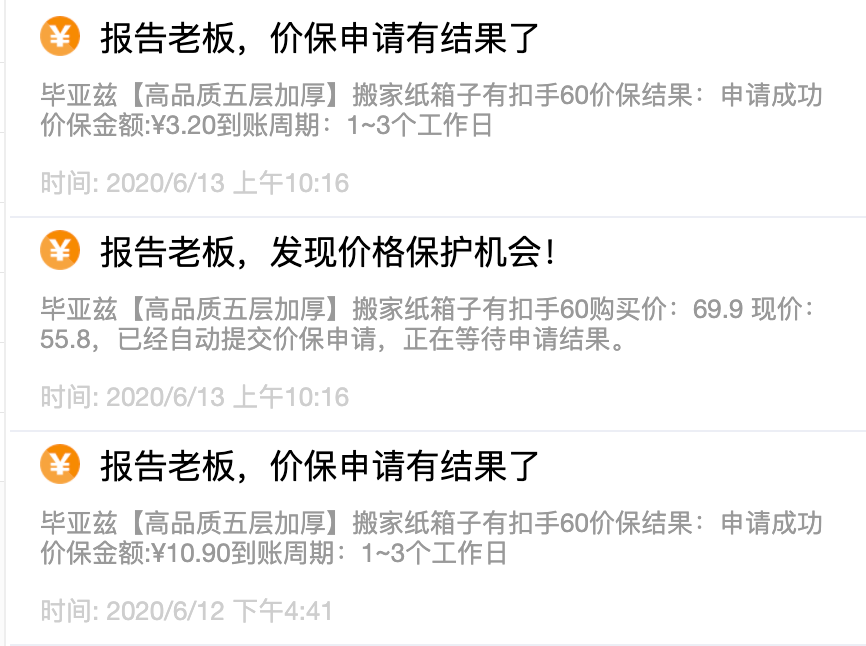 报告老板，价保申请有结果了
毕亚兹【高品质五层加厚】搬家纸箱子有扣手60价保结果：申请成功
价保金额:¥3.20到账周期：1~3个工作日
时间: 2020/6/13 上午10:16
报告老板，发现价格保护机会！
毕亚兹【高品质五层加厚】搬家纸箱子有扣手60购买价：69.9 现价：
55.8，已经自动提交价保申请，正在等待申请结果。
时间: 2020/6/13 上午10:16
报告老板，价保申请有结果了
毕亚兹【高品质五层加厚】搬家纸箱子有扣手60价保结果：申请成功
价保金额:¥10.90到账周期：1~3个工作日
时间: 2020/6/12 下午4:41